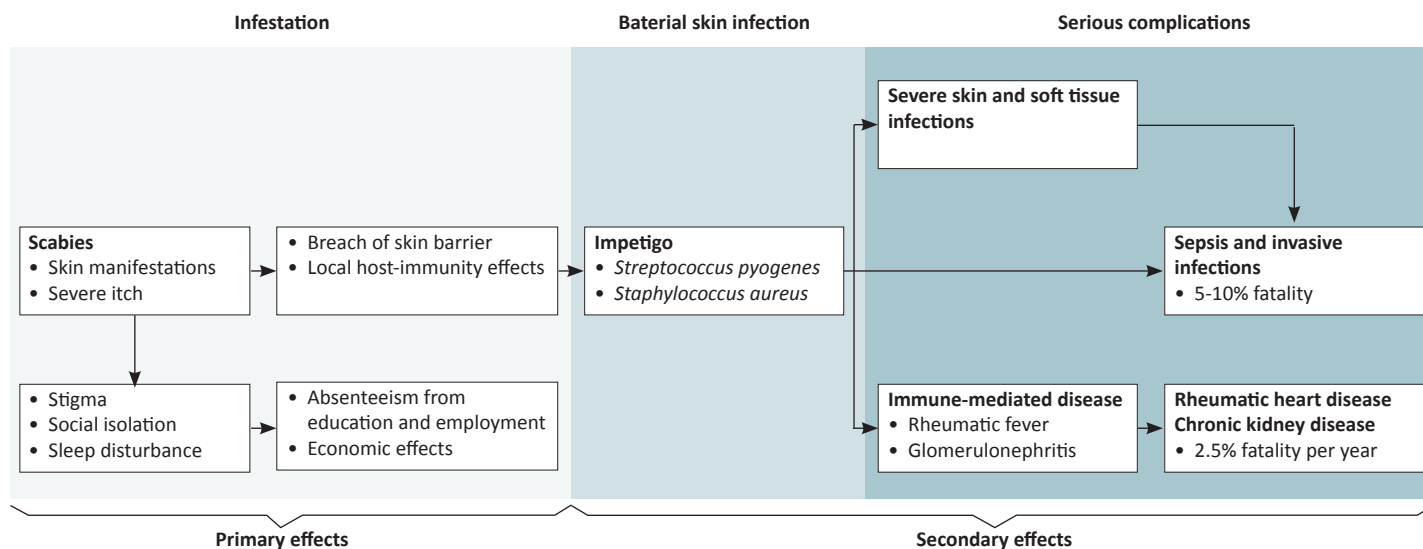 Infestation
Baterial skin infection
Serious complications
Severe skin and soft tissue
infections
Scabies
• Skin manifestations
• Severe itch
• Breach of skin barrier
• Local host-immunity effects
Impetigo
• Streptococcus pyogenes
• Staphylococcus aureus
Sepsis and invasive
infections
• 5-10% fatality
• Stigma
• Social isolation
• Sleep disturbance
• Absenteeism from
education and employment
• Economic effects
Immune-mediated disease
• Rheumatic fever
• Glomerulonephritis
Rheumatic heart disease
Chronic kidney disease
• 2.5% fatality per year
Primary effects
Secondary effects